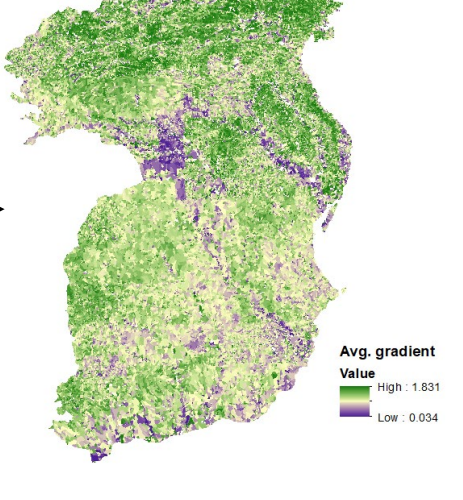 Avg. gradient
Value
High : 1.831
Low : 0.034